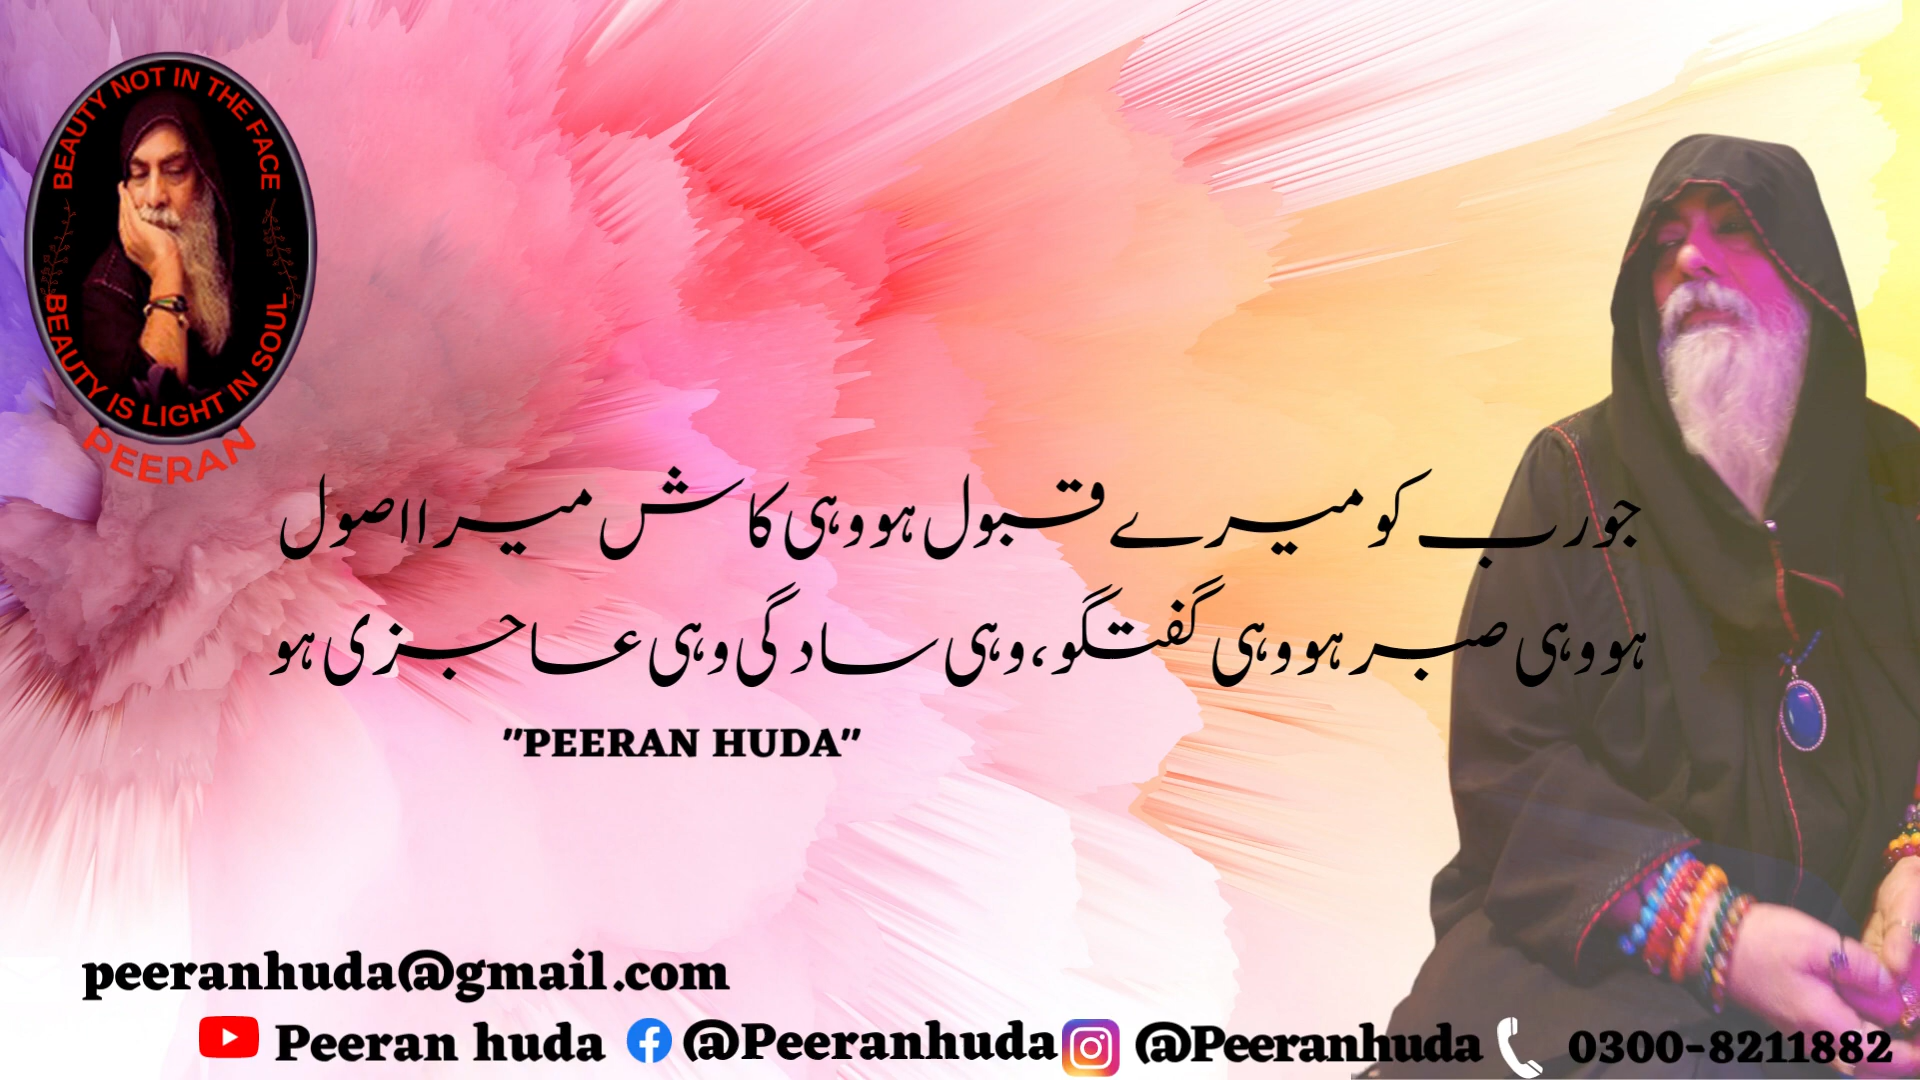 BEAUTY NOT IN THE FACE
BEAUTY IS LIGHT IN SOUL
PEERAN
جو رب کو میرے قبول ہو وہی کاش میرا اصول
ہو وہی صبر ہو وہی گفتگو، وہی سادگی وہی عاجزی ہو
"PEERAN HUDA"
peeranhuda@gmail.com
Peeran huda @Peeranhuda @Peeranhuda 0300-8211882